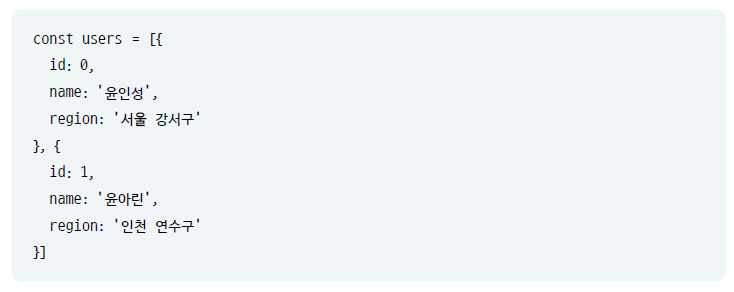 const users = [{
  id: 0,
  name: '윤인성',
  region: '서울 강서구'
}, {
  id: 1,
  name: '윤아린',
  region: '인천 연수구'
}]